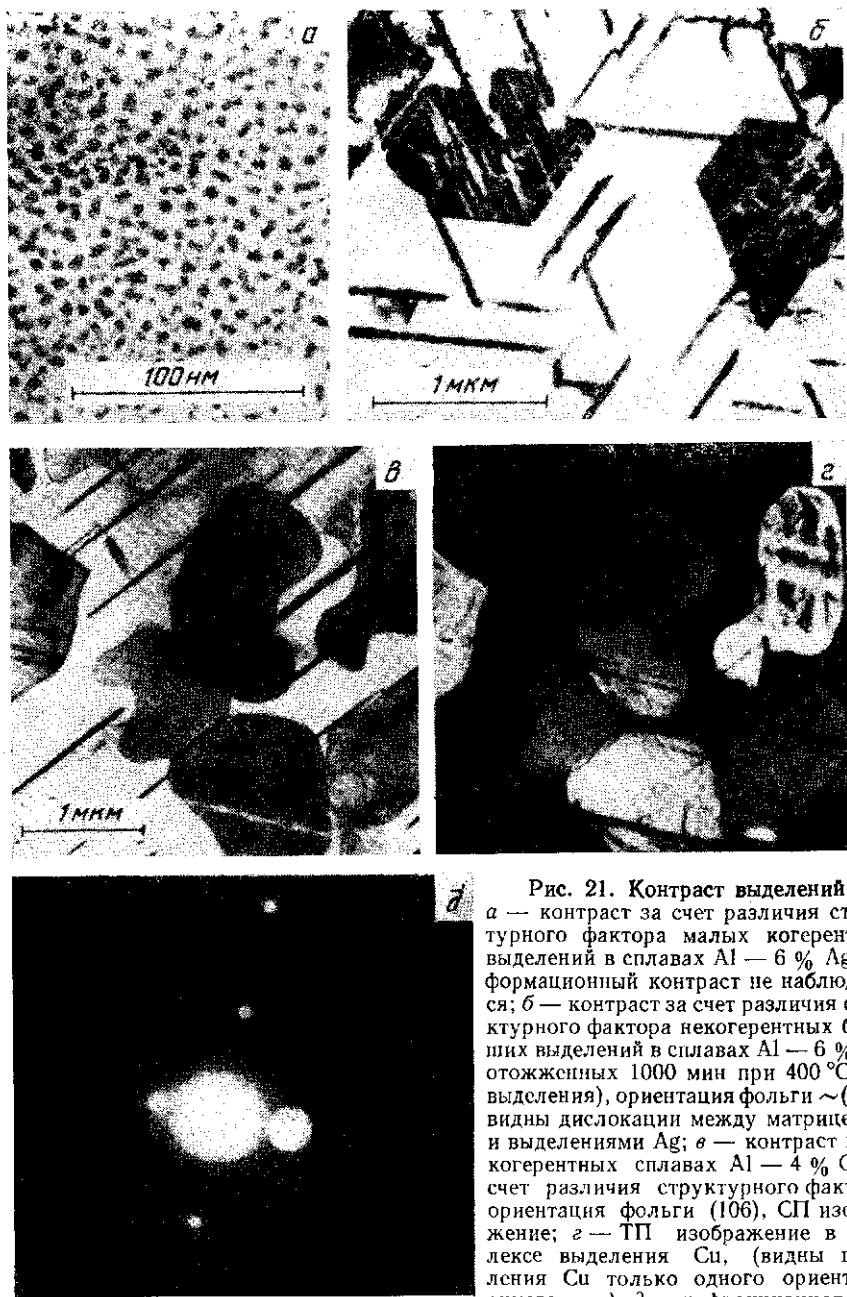 а
б
100нм
1мкм
в
г
1мкм
д
Рис. 21. Контраст выделений
а — контраст за счет различия ст
турного фактора малых когерент
выделений в сплавах Al — 6 % Ag
формационный контраст не наблю
ся; б — контраст за счет различия
ктурного фактора некогерентных б
ших выделений в сплавах Al — 6 %
отожженных 1000 мин при 400 °C
выделения), ориентация фольги ~(
видны дислокации между матрице
и выделениями Ag; в — контраст
когерентных сплавах Al — 4 % C
счет различия структурного фак
ориентация фольги (106), СП изо
жение; г — ТП изображение в
лексе выделения Cu, (видны
ления Cu только одного ориент